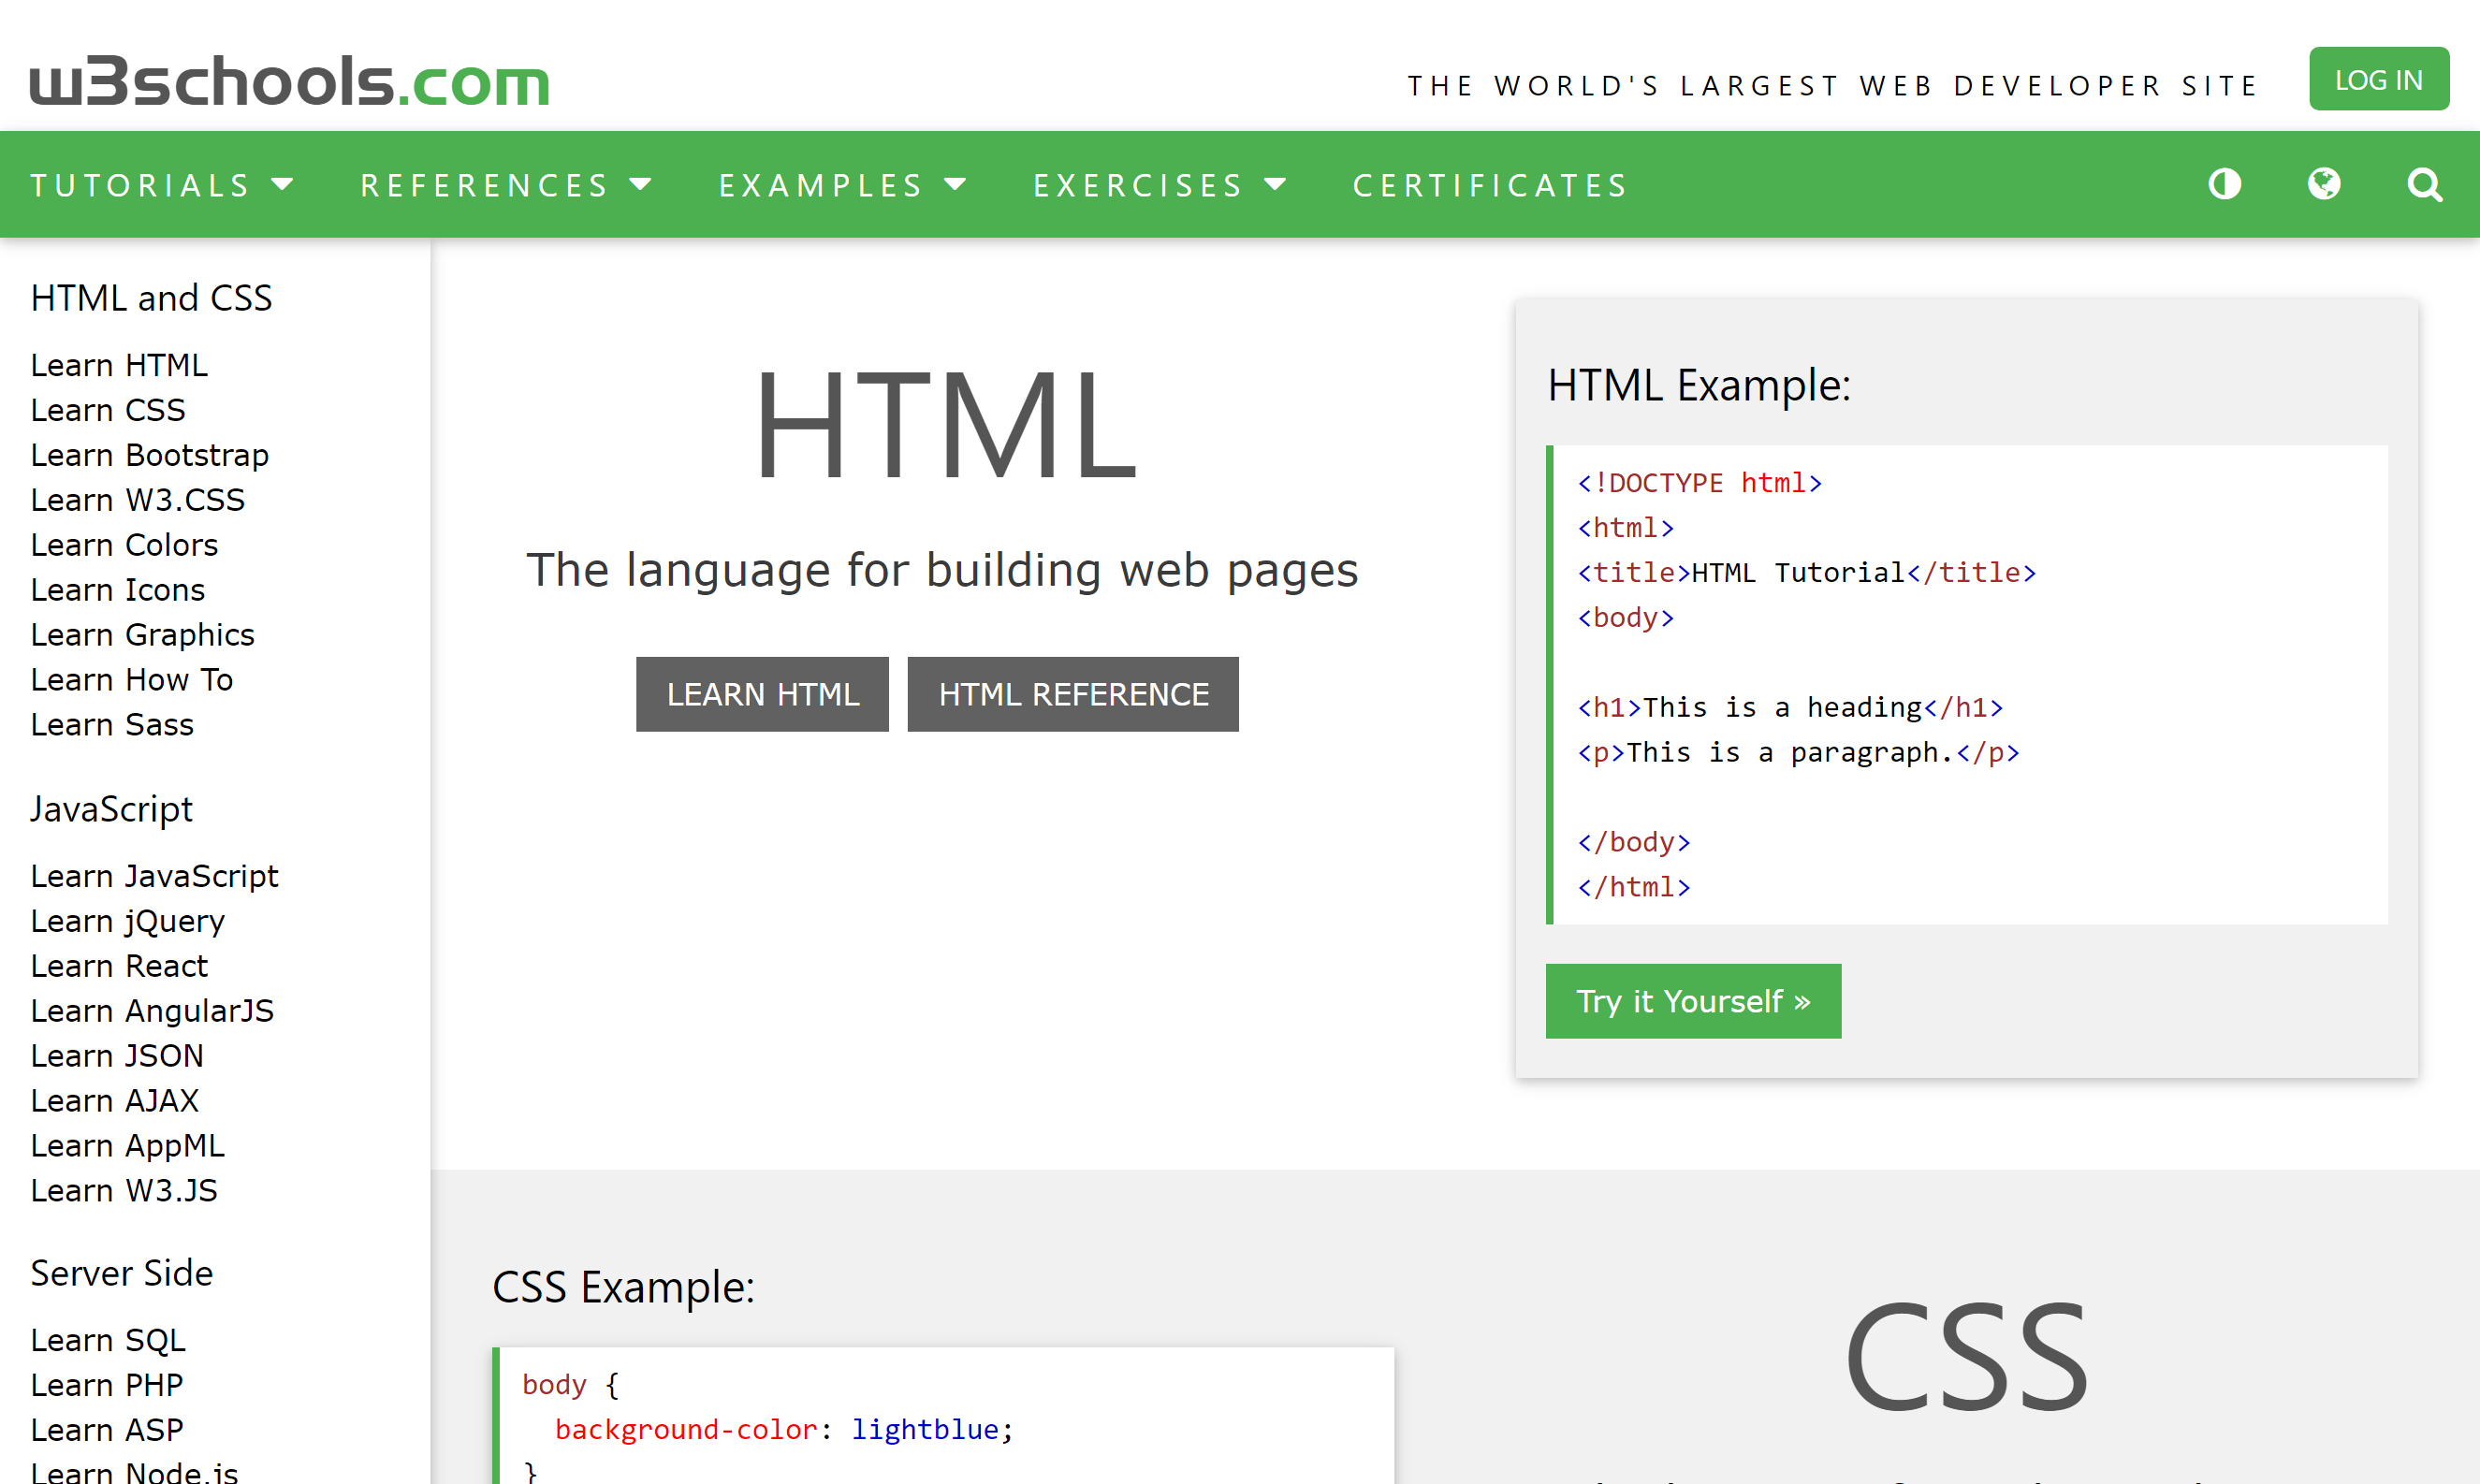 w3schools.com
THE WORLD'S LARGEST WEB DEVELOPER SITE
LOG IN
TUTORIALS
REFERENCES
EXAMPLES
EXERCISES
CERTIFICATES
HTML and CSS
Learn HTML
Learn CSS
Learn Bootstrap
Learn W3.CSS
Learn Colors
Learn Icons
Learn Graphics
Learn How To
Learn Sass
JavaScript
Learn JavaScript
Learn jQuery
Learn React
Learn AngularJS
Learn JSON
Learn AJAX
Learn AppML
Learn W3.JS
Server Side
Learn SQL
Learn PHP
Learn ASP
Learn Node.js
HTML
The language for building web pages
LEARN HTML
HTML REFERENCE
HTML Example:
<!DOCTYPE html>
<html>
<title>HTML Tutorial</title>
<body>
<h1>This is a heading</h1>
<p>This is a paragraph.</p>
</body>
</html>
Try it Yourself »
CSS Example:
body {
  background-color: lightblue;
}
CSS